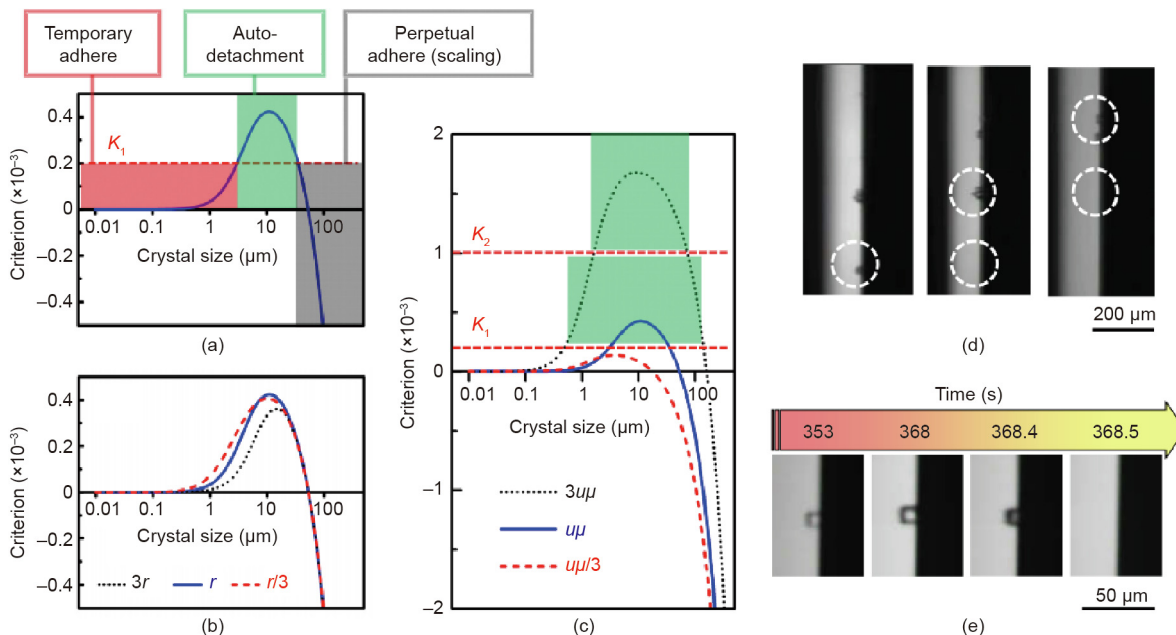 Temporary
adhere
Auto-
detachment
Perpetual
adhere (scaling)
Criterion (×10⁻³)
0.4
0.2
0
−0.2
−0.4
K₁
0.01 0.1 1 10 100
Crystal size (μm)
(a)
Criterion (×10⁻³)
0.4
0.2
0
−0.2
−0.4
0.01 0.1 1 10 100
Crystal size (μm)
3r r r/3
(b)
Criterion (×10⁻³)
2
1
0
−1
−2
K₂
K₁
0.01 0.1 1 10 100
Crystal size (μm)
3uμ
uμ
uμ/3
(c)
200 μm
(d)
Time (s)
353 368 368.4 368.5
50 μm
(e)